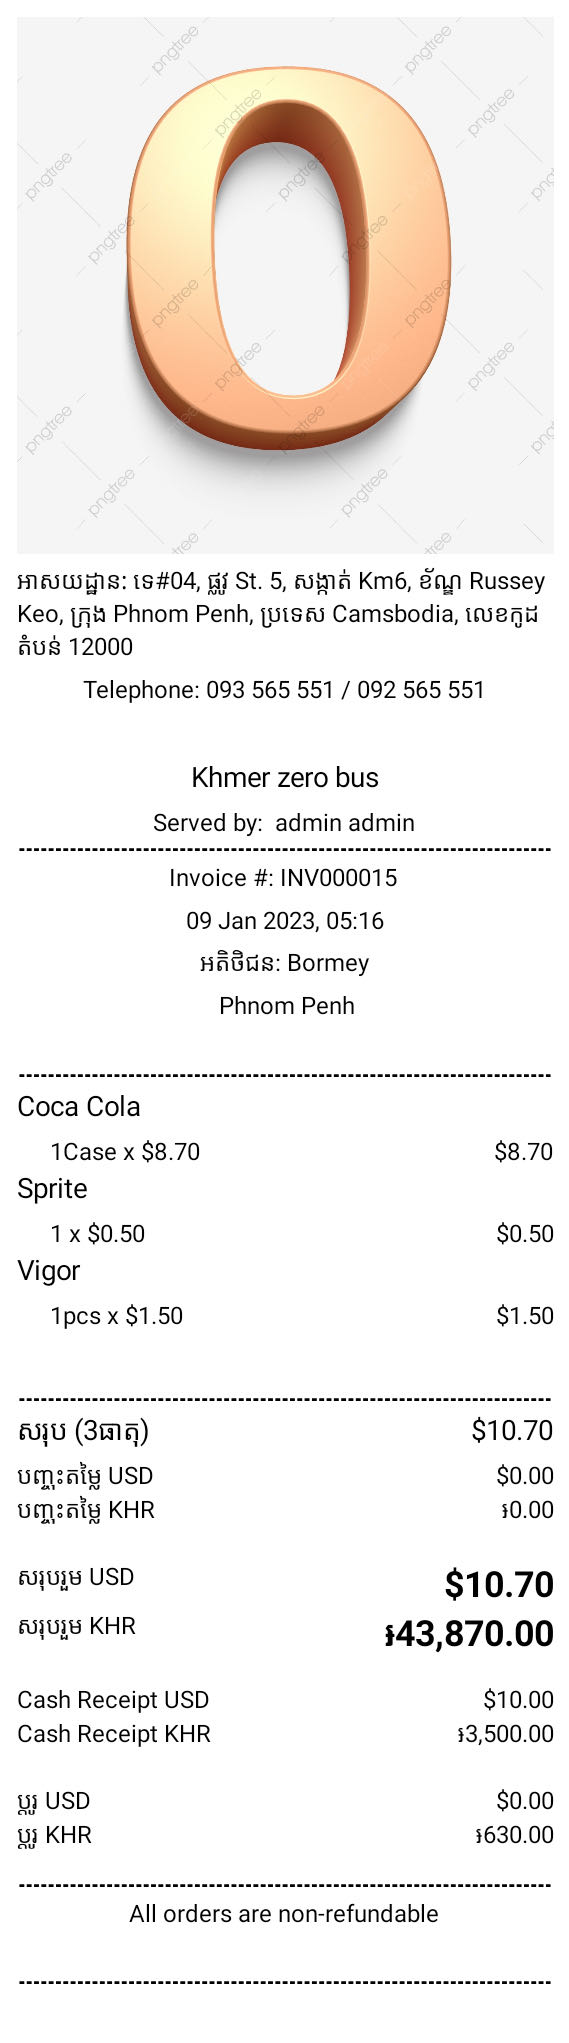 0
pngtree
អាសយដ្ឋាន: ទេ#04, ផ្លូវ St. 5, សង្កាត់ Km6, ខ័ណ្ឌ Russey
Keo, ក្រុង Phnom Penh, ប្រទេស Camsbodia, លេខកូដ
តំបន់ 12000
Telephone: 093 565 551 / 092 565 551
Khmer zero bus
Served by: admin admin
Invoice #: INV000015
09 Jan 2023, 05:16
អតិថិជន: Bormey
Phnom Penh
Coca Cola
1Case x $8.70 $8.70
Sprite
1 x $0.50 $0.50
Vigor
1pcs x $1.50 $1.50
សរុប (3ធាតុ) $10.70
បញ្ចុះតម្លៃ USD $0.00
បញ្ចុះតម្លៃ KHR ៛0.00
សរុបរួម USD $10.70
សរុបរួម KHR ៛43,870.00
Cash Receipt USD $10.00
Cash Receipt KHR ៛3,500.00
ប្តូរ USD $0.00
ប្តូរ KHR ៛630.00
All orders are non-refundable